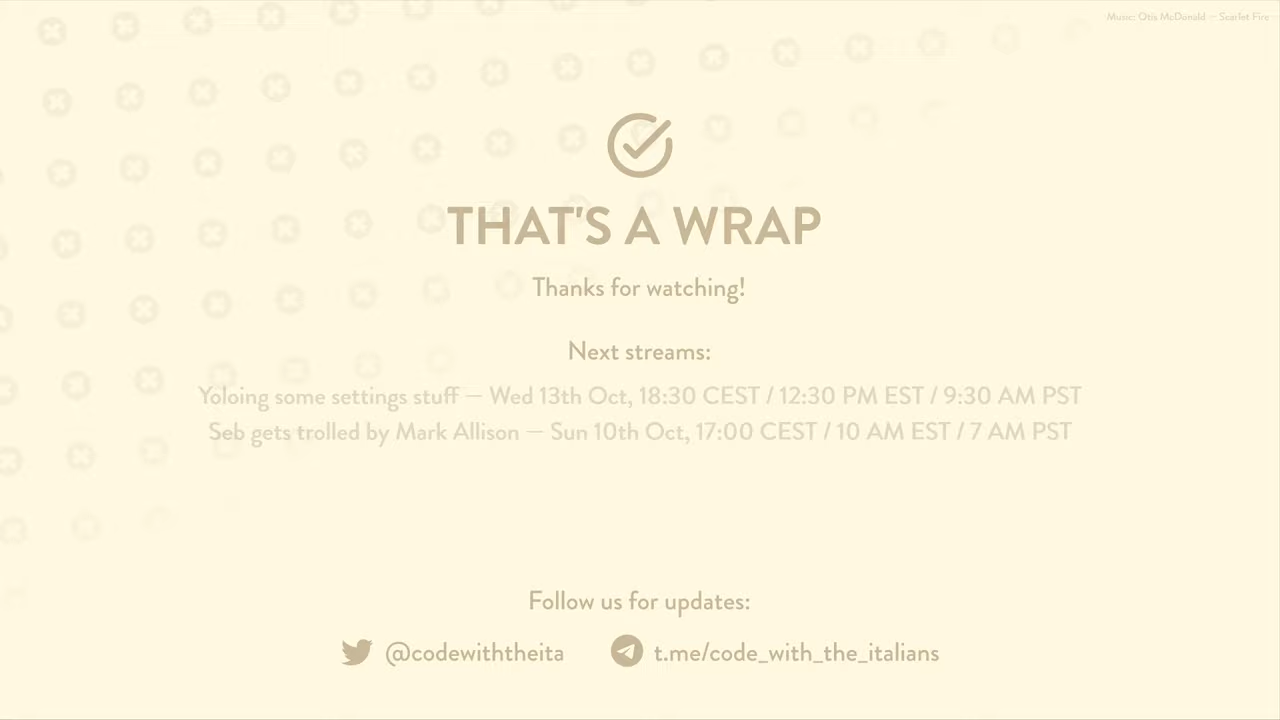 Music: Otis McDonald — Scarlet Fire
THAT'S A WRAP
Thanks for watching!
Next streams:
Yoloing some settings stuff — Wed 13th Oct, 18:30 CEST / 12:30 PM EST / 9:30 AM PST
Seb gets trolled by Mark Allison — Sun 10th Oct, 17:00 CEST / 10 AM EST / 7 AM PST
Follow us for updates:
@codewiththeita
t.me/code_with_the_italians